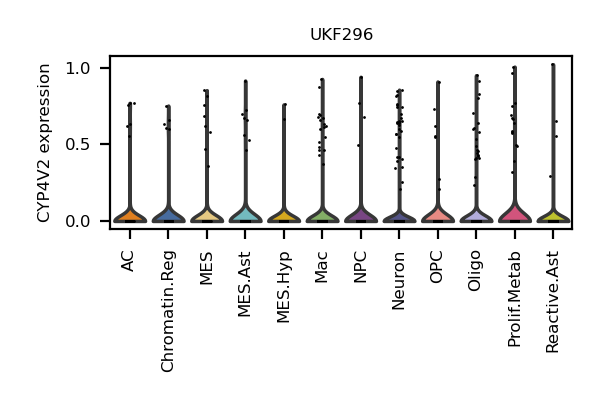 UKF296
CYP4V2 expression
1.0
0.5
0.0
AC
Chromatin.Reg
MES
MES.Ast
MES.Hyp
Mac
NPC
Neuron
OPC
Oligo
Prolif.Metab
Reactive.Ast